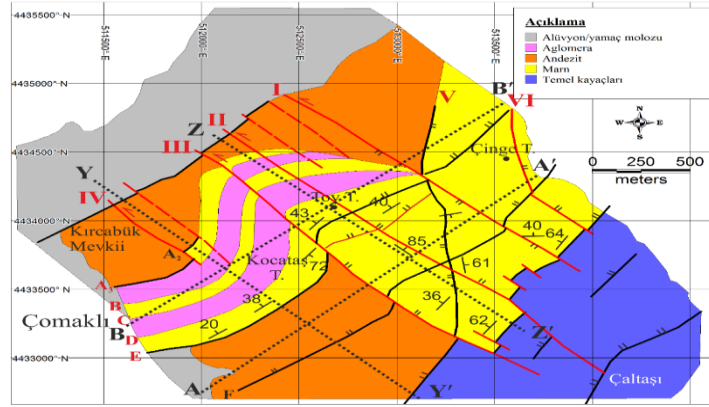 511500°-E
512000°-E
512500°-E
513000°-E
513500°-E
Açıklama
Alüvyon/yamaç molozu
Aglomera
Andezit
Marn
Temel kayaçları
N
W
E
S
0
250
500
meters
4435000°-N
4434500°-N
4434000°-N
4433500°-N
4433000°-N
I
II
III
IV
V
VI
Z
B'
A'
Y
Çinge T.
Toy T.
Kırcabük
Mevkii
Kocataş
T.
43
40
72
85
61
40
64
38
36
20
62
A₂
A₁
B
C
D
E
Çomaklı
B
A
F
Y'
Z'
Çaltaşı